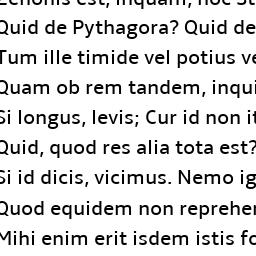 Zenonis est, inquam, hoc St
Quid de Pythagora? Quid de
Tum ille timide vel potius ve
Quam ob rem tandem, inqui
Si longus, levis; Cur id non it
Quid, quod res alia tota est?
Si id dicis, vicimus. Nemo ig
Quod equidem non reprehen
Mihi enim erit isdem istis fo